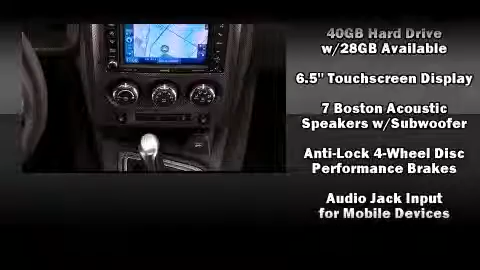 40GB Hard Drive
w/28GB Available
6.5" Touchscreen Display
7 Boston Acoustic
Speakers w/Subwoofer
Anti-Lock 4-Wheel Disc
Performance Brakes
Audio Jack Input
for Mobile Devices